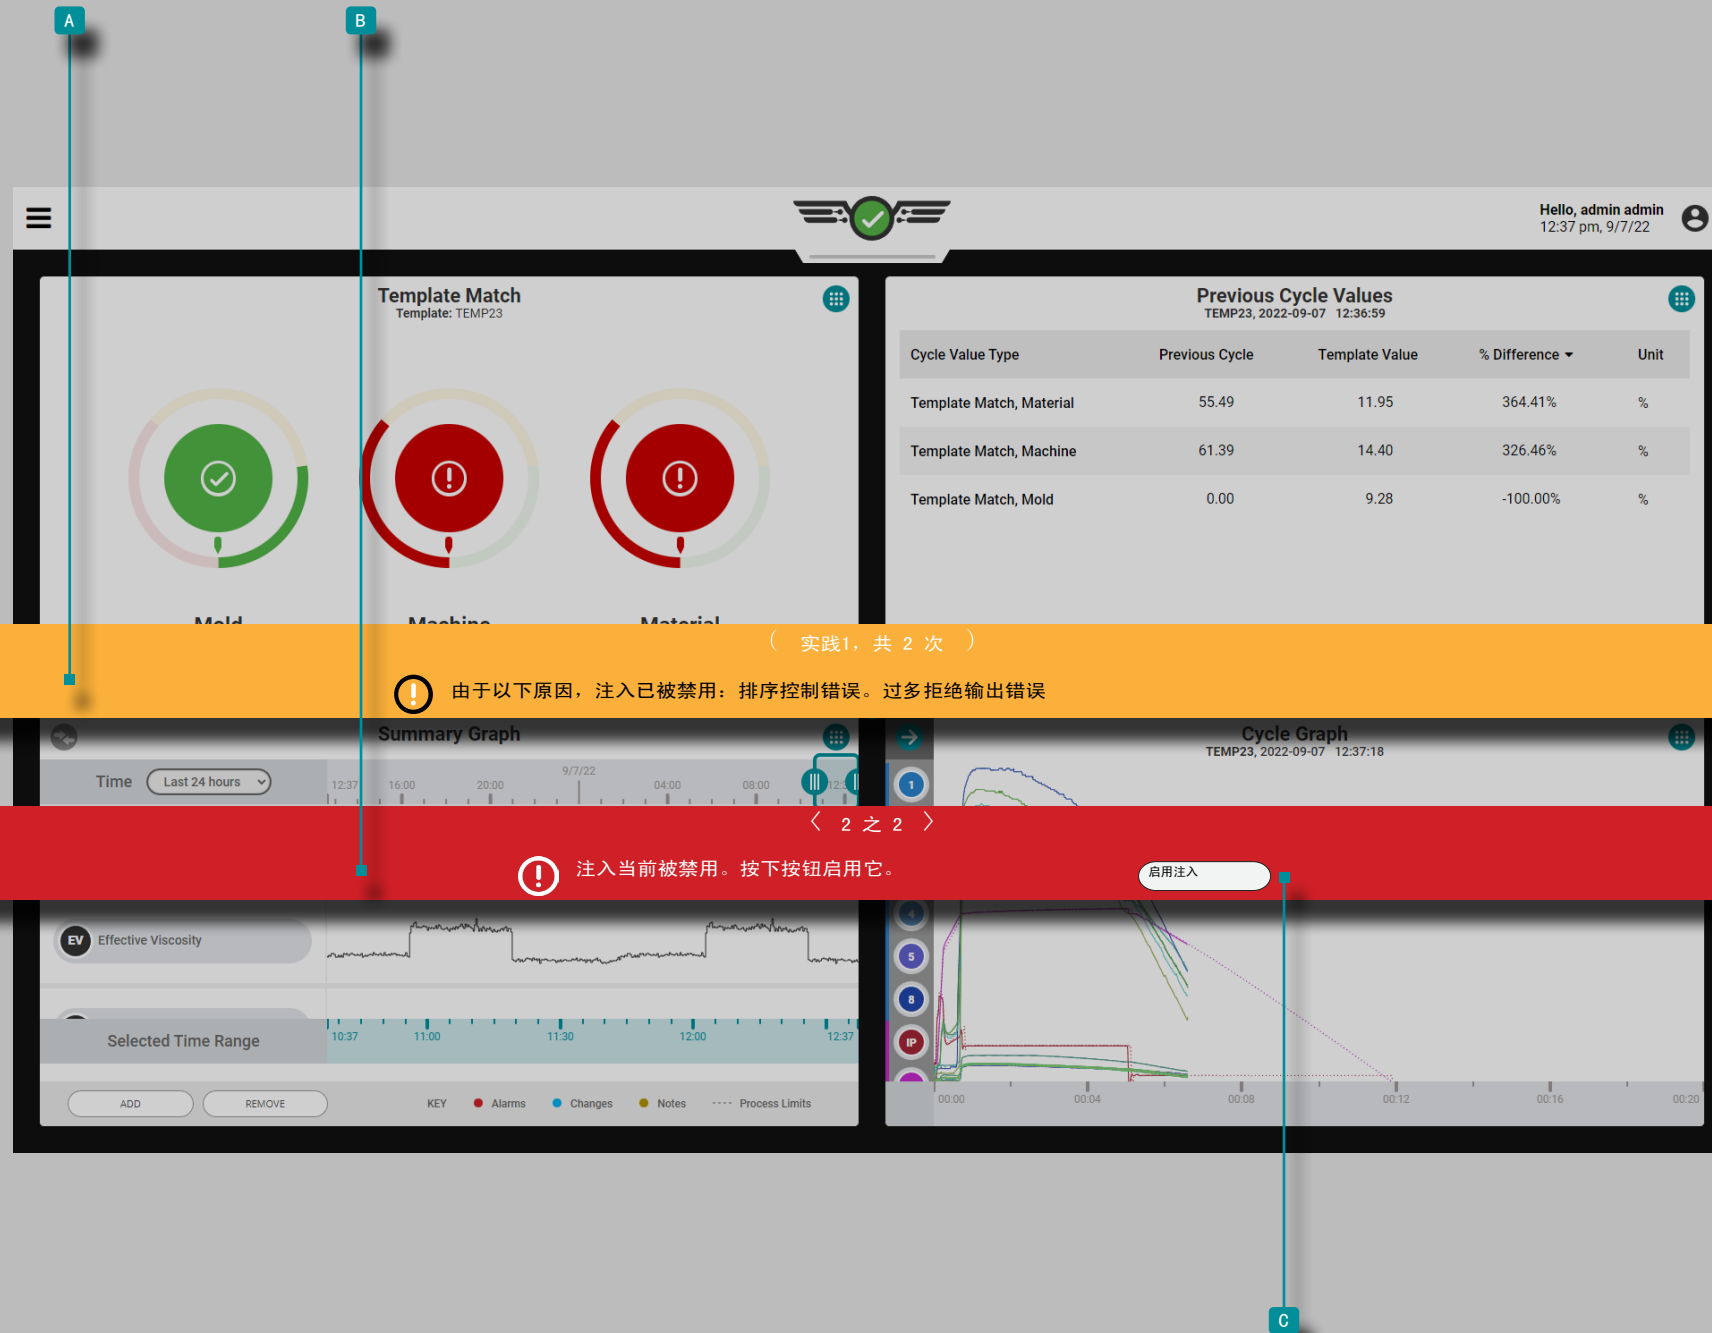 A
B
Hello, admin admin
12:37 pm, 9/7/22
Template Match
Template: TEMP23
Mold
Machine
Material
Previous Cycle Values
TEMP23, 2022-09-07 12:36:59
Cycle Value Type Previous Cycle Template Value % Difference Unit
Template Match, Material 55.49 11.95 364.41% %
Template Match, Machine 61.39 14.40 326.46% %
Template Match, Mold 0.00 9.28 -100.00% %
( 实践1，共 2 次 )
由于以下原因，注入已被禁用：排序控制错误。过多拒绝输出错误
Summary Graph
Time Last 24 hours
9/7/22
12:37 16:00 20:00 04:00 08:00
Cycle Graph
TEMP23, 2022-09-07 12:37:18
1
〈 2 之 2 〉
注入当前被禁用。按下按钮启用它。
启用注入
EV Effective Viscosity
Selected Time Range
10:37 11:00 11:30 12:00 12:37
ADD REMOVE KEY Alarms Changes Notes Process Limits
4
5
8
IP
00:00 00:04 00:08 00:12 00:16 00:20
C